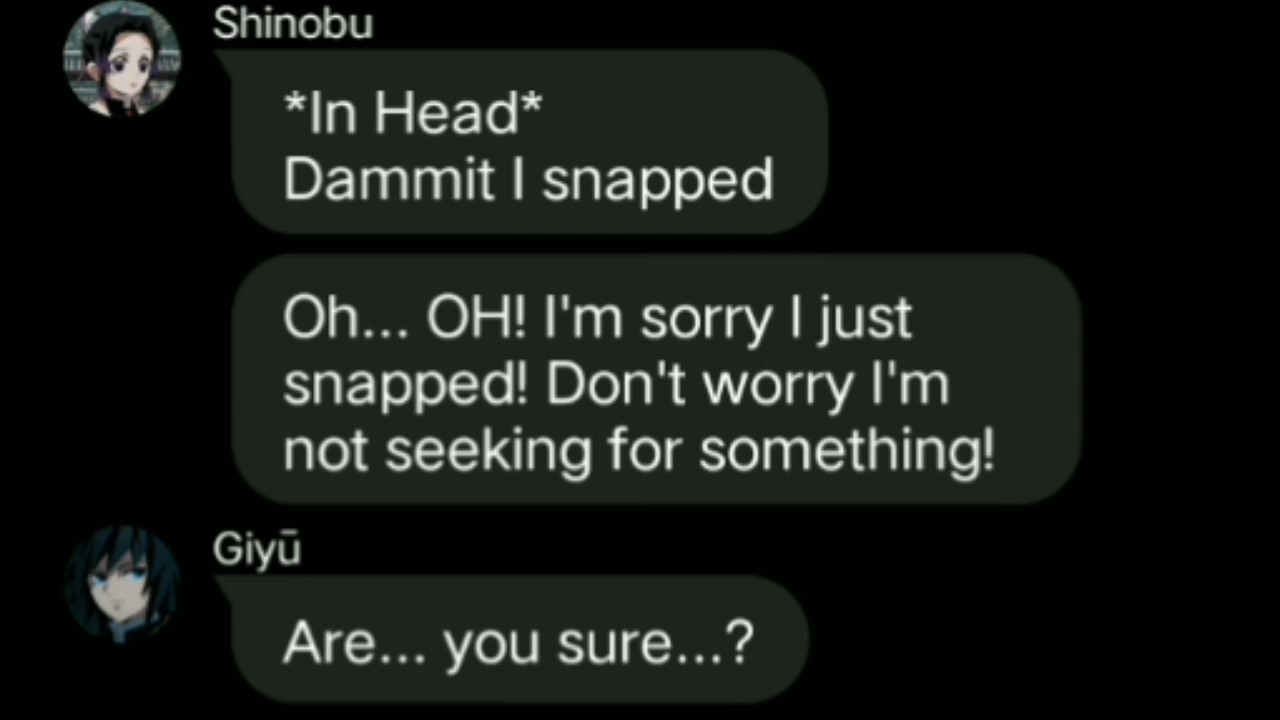 Shinobu
*In Head*
Dammit I snapped
Oh... OH! I'm sorry I just
snapped! Don't worry I'm
not seeking for something!
Giyū
Are... you sure...?